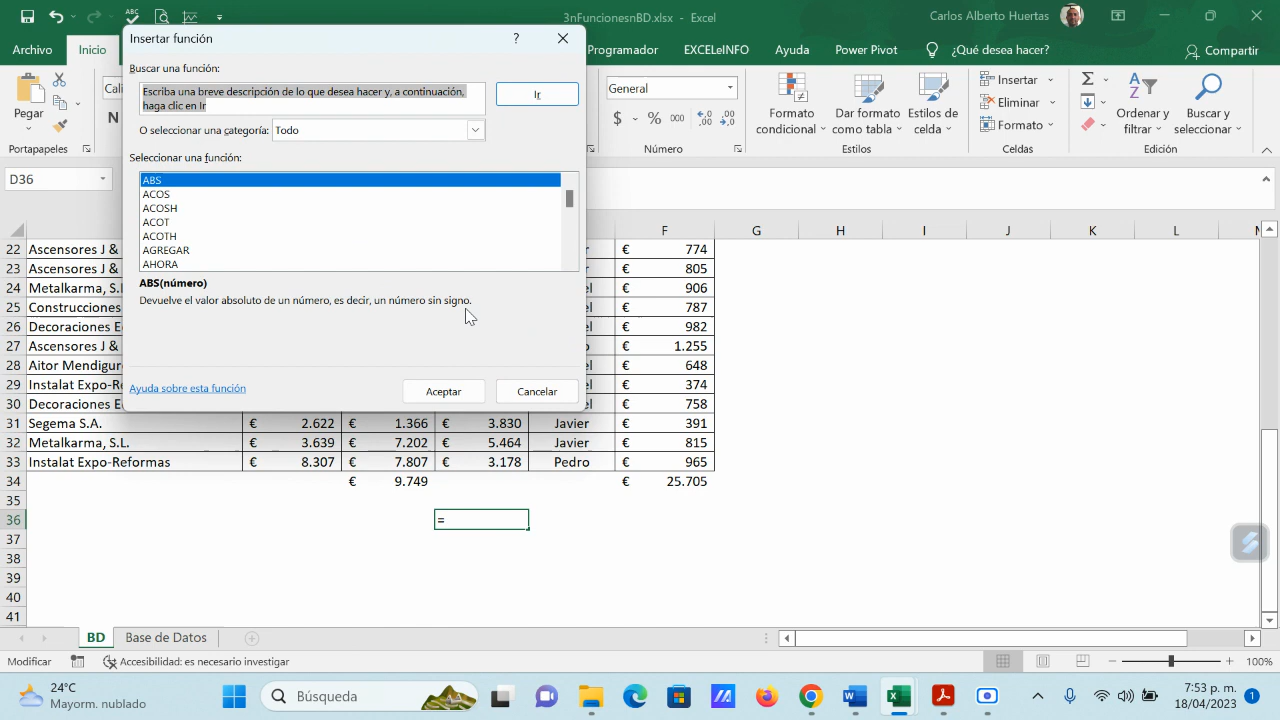 3nFuncionesnBD.xlsx - Excel
Carlos Alberto Huertas
Insertar función
?
Archivo
Inicio
Programador
EXCELeINFO
Ayuda
Power Pivot
¿Qué desea hacer?
Compartir
Buscar una función:
Escriba una breve descripción de lo que desea hacer y, a continuación,
haga clic en Ir
Ir
O seleccionar una categoría:
Todo
Seleccionar una función:
ABS
ACOS
ACOSH
ACOT
ACOTH
AGREGAR
AHORA
ABS(número)
Devuelve el valor absoluto de un número, es decir, un número sin signo.
Ayuda sobre esta función
Aceptar
Cancelar
Pegar
Cali
N
Portapapeles
General
$ % 000
Número
Formato
condicional
Dar formato
como tabla
Estilos de
celda
Estilos
Insertar
Eliminar
Formato
Celdas
Ordenar y
filtrar
Buscar y
seleccionar
Edición
D36
F G H I J K L
22 Ascensores J & € 774
23 Ascensores J & € 805
24 Metalkarma, S.L € 906
25 Construcciones € 787
26 Decoraciones E € 982
27 Ascensores J & € 1.255
28 Aitor Mendigur € 648
29 Instalat Expo-Re € 374
30 Decoraciones E € 758
31 Segema S.A. € 2.622 € 1.366 € 3.830 Javier € 391
32 Metalkarma, S.L. € 3.639 € 7.202 € 5.464 Javier € 815
33 Instalat Expo-Reformas € 8.307 € 7.807 € 3.178 Pedro € 965
34 € 9.749 € 25.705
35
36 =
37
38
39
40
41
BD
Base de Datos
Modificar
Accesibilidad: es necesario investigar
100%
24°C
Mayorm. nublado
Búsqueda
7:53 p. m.
18/04/2023
1